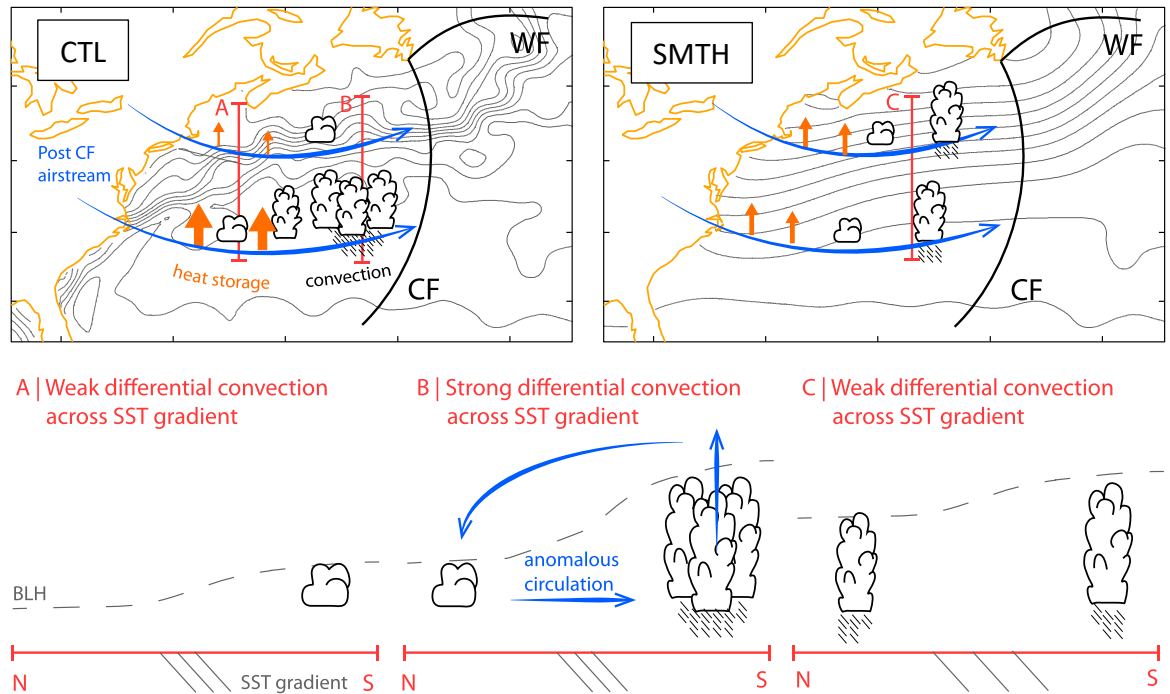 CTL
WF
A
B
Post CF
airstream
heat storage
convection
CF
SMTH
WF
C
CF
A | Weak differential convection
across SST gradient
B | Strong differential convection
across SST gradient
C | Weak differential convection
across SST gradient
anomalous
circulation
BLH
N
SST gradient
S
N
S
N
S